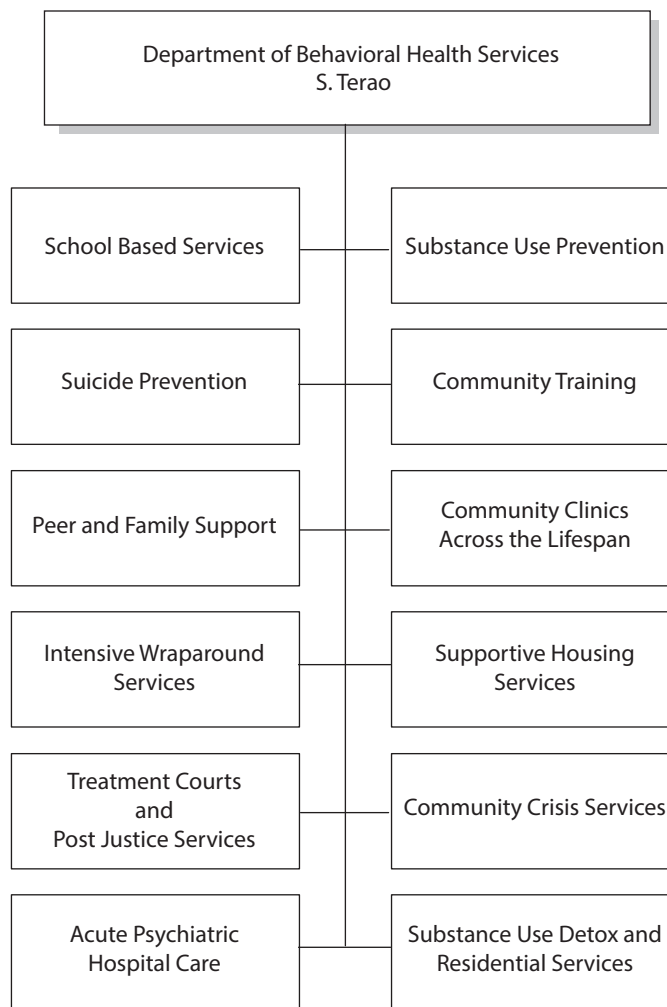 Department of Behavioral Health Services
S. Terao
School Based Services
Substance Use Prevention
Suicide Prevention
Community Training
Peer and Family Support
Community Clinics
Across the Lifespan
Intensive Wraparound
Services
Supportive Housing
Services
Treatment Courts
and
Post Justice Services
Community Crisis Services
Acute Psychiatric
Hospital Care
Substance Use Detox and
Residential Services